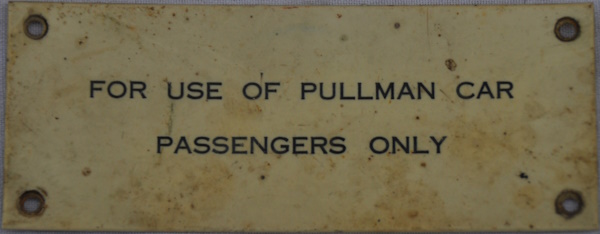 FOR USE OF PULLMAN CAR
PASSENGERS ONLY